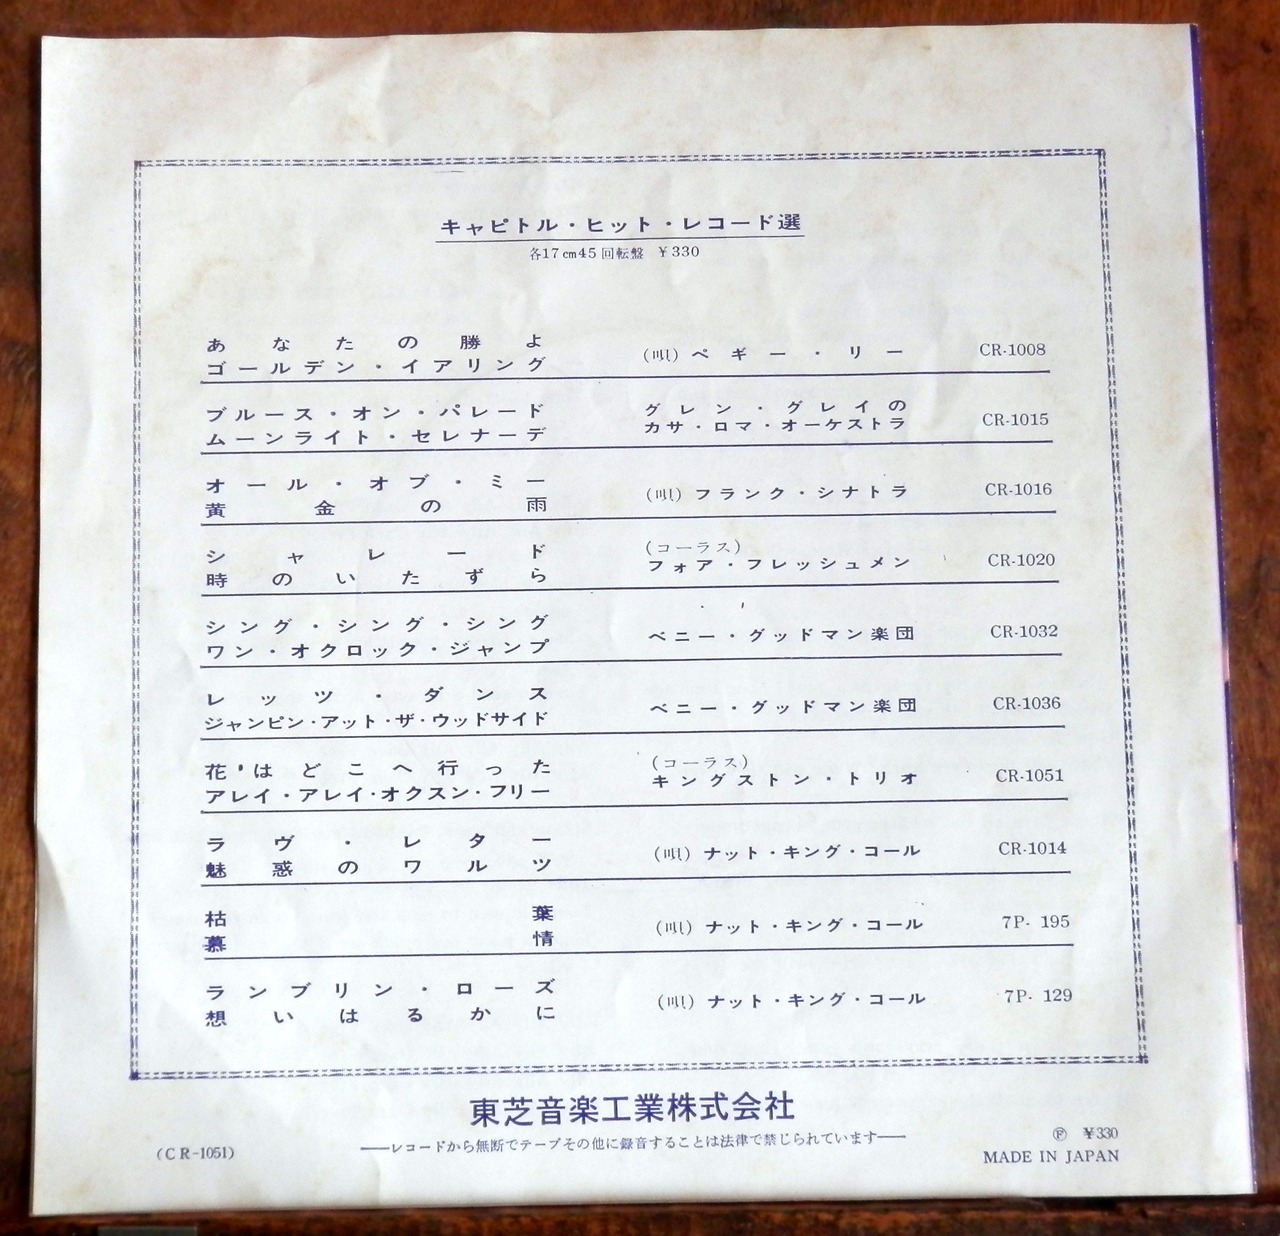 キャピトル・ヒット・レコード選
各17cm45回転盤 ￥330
あなたの勝よ
ゴールデン・イアリング
(唄) ペギー・リー
CR-1008
ブルース・オン・パレード
ムーンライト・セレナーデ
グレン・グレイの
カサ・ロマ・オーケストラ
CR-1015
オール・オブ・ミー
黄金の雨
(唄) フランク・シナトラ
CR-1016
シャレード
時のいたずら
(コーラス)
フォア・フレッシュメン
CR-1020
シング・シング・シング
ワン・オクロック・ジャンプ
ベニー・グッドマン楽団
CR-1032
レッツ・ダンス
ジャンピン・アット・ザ・ウッドサイド
ベニー・グッドマン楽団
CR-1036
花はどこへ行った
アレイ・アレイ・オクスン・フリー
(コーラス)
キングストン・トリオ
CR-1051
ラヴ・レター
魅惑のワルツ
(唄) ナット・キング・コール
CR-1014
枯葉
慕情
(唄) ナット・キング・コール
7P- 195
ランブリン・ローズ
想いはるかに
(唄) ナット・キング・コール
7P- 129
東芝音楽工業株式会社
――レコードから無断でテープその他に録音することは法律で禁じられています――
(CR-1051)
Ⓟ ￥330
MADE IN JAPAN